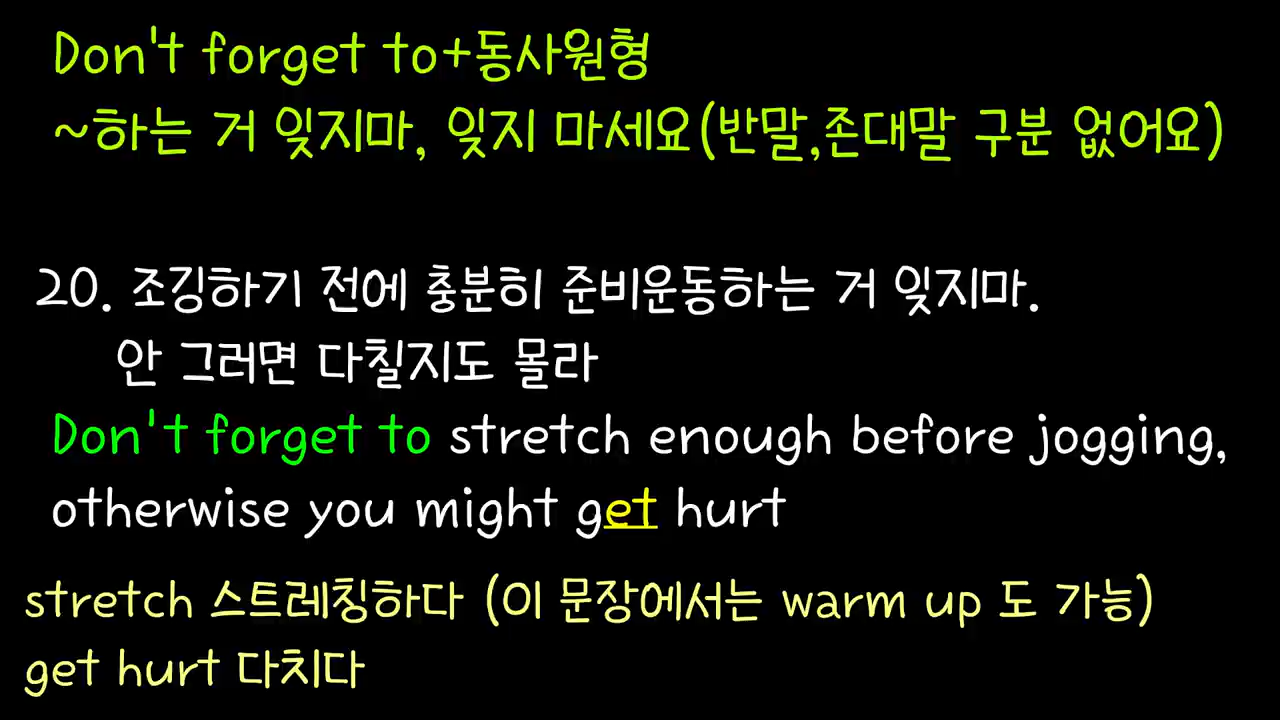 Don't forget to+동사원형
~하는 거 잊지마, 잊지 마세요(반말,존대말 구분 없어요)
20. 조깅하기 전에 충분히 준비운동하는 거 잊지마.
안 그러면 다칠지도 몰라
Don't forget to stretch enough before jogging,
otherwise you might get hurt
stretch 스트레칭하다 (이 문장에서는 warm up 도 가능)
get hurt 다치다